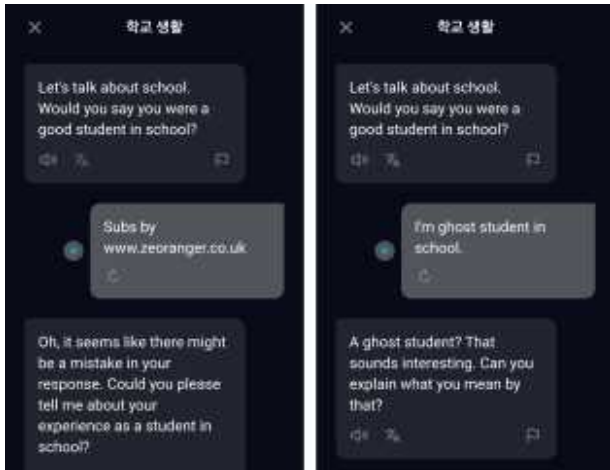 학교 생활
Let's talk about school.
Would you say you were a
good student in school?
Subs by
www.zeoranger.co.uk
Oh, it seems like there might
be a mistake in your
response. Could you please
tell me about your
experience as a student in
school?
학교 생활
Let's talk about school.
Would you say you were a
good student in school?
I'm ghost student in
school.
A ghost student? That
sounds interesting. Can you
explain what you mean by
that?